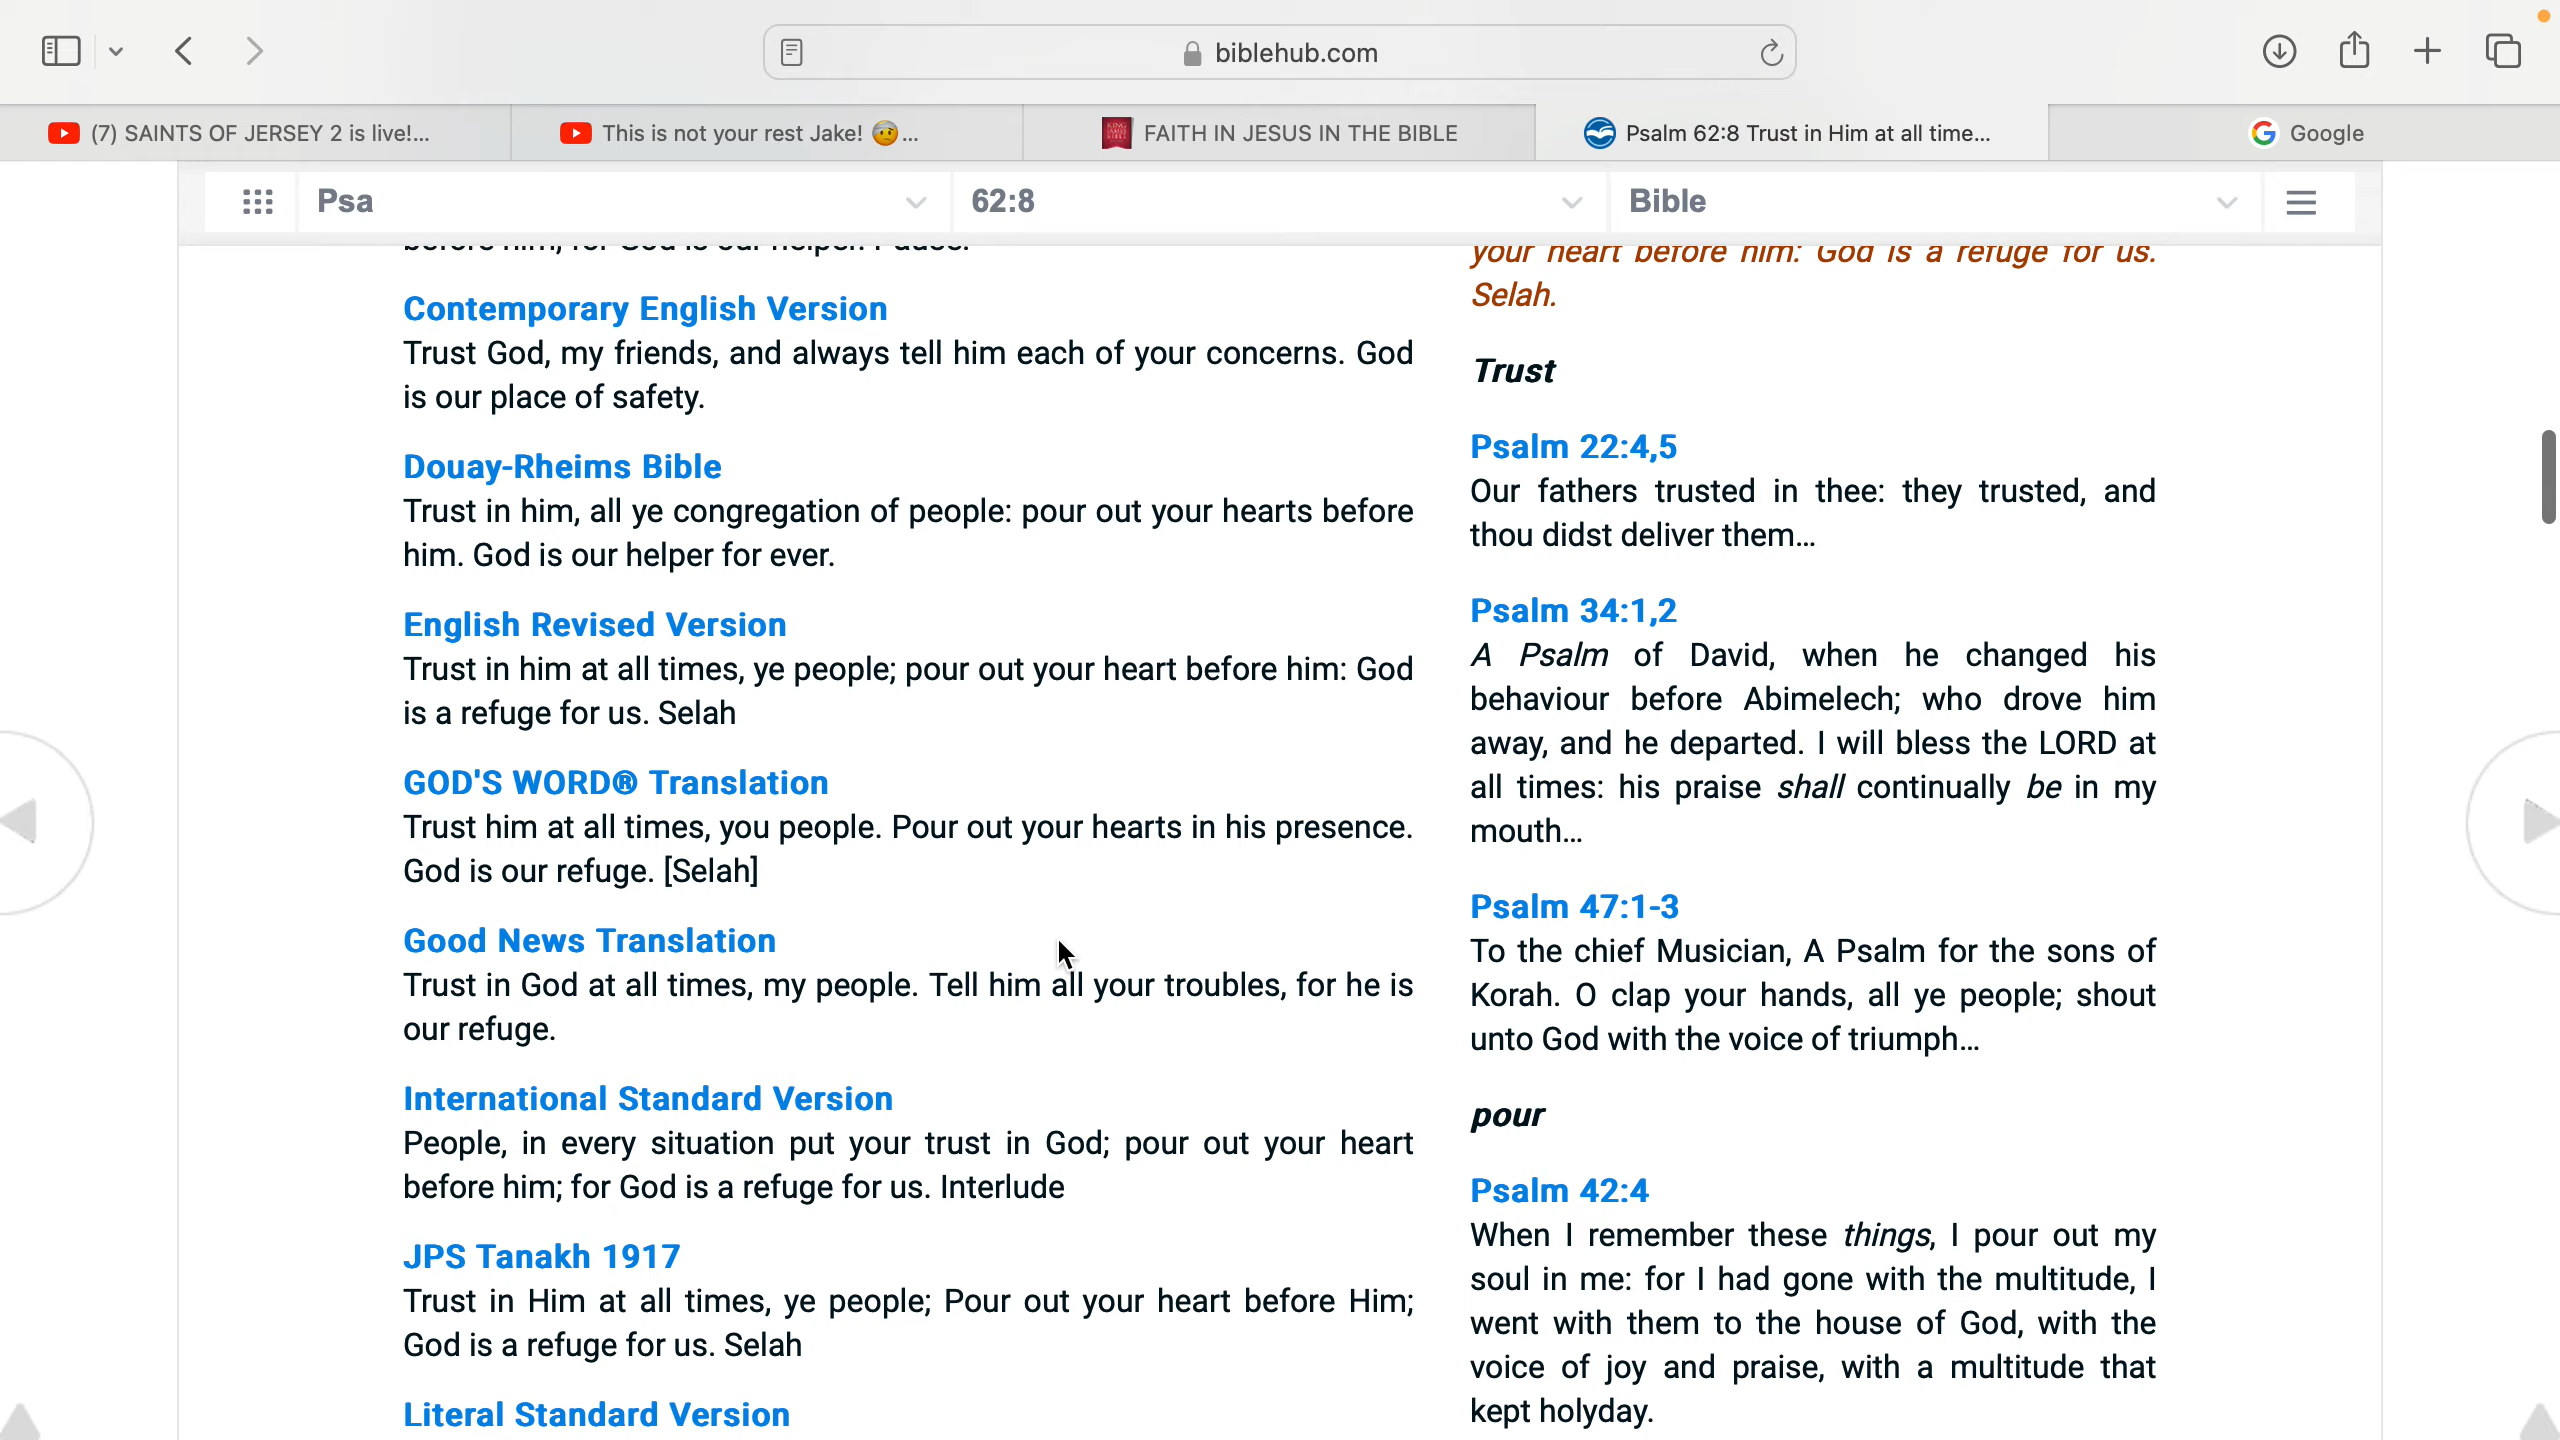 biblehub.com
(7) SAINTS OF JERSEY 2 is live!...
This is not your rest Jake! 🤕...
FAITH IN JESUS IN THE BIBLE
Psalm 62:8 Trust in Him at all time...
Google
Psa
62:8
Bible
before him, for God is our helper. Pause.
Contemporary English Version
Trust God, my friends, and always tell him each of your concerns. God
is our place of safety.
Douay-Rheims Bible
Trust in him, all ye congregation of people: pour out your hearts before
him. God is our helper for ever.
English Revised Version
Trust in him at all times, ye people; pour out your heart before him: God
is a refuge for us. Selah
GOD'S WORD® Translation
Trust him at all times, you people. Pour out your hearts in his presence.
God is our refuge. [Selah]
Good News Translation
Trust in God at all times, my people. Tell him all your troubles, for he is
our refuge.
International Standard Version
People, in every situation put your trust in God; pour out your heart
before him; for God is a refuge for us. Interlude
JPS Tanakh 1917
Trust in Him at all times, ye people; Pour out your heart before Him;
God is a refuge for us. Selah
Literal Standard Version
your heart before him: God is a refuge for us.
Selah.
Trust
Psalm 22:4,5
Our fathers trusted in thee: they trusted, and
thou didst deliver them…
Psalm 34:1,2
A Psalm of David, when he changed his
behaviour before Abimelech; who drove him
away, and he departed. I will bless the LORD at
all times: his praise shall continually be in my
mouth…
Psalm 47:1-3
To the chief Musician, A Psalm for the sons of
Korah. O clap your hands, all ye people; shout
unto God with the voice of triumph…
pour
Psalm 42:4
When I remember these things, I pour out my
soul in me: for I had gone with the multitude, I
went with them to the house of God, with the
voice of joy and praise, with a multitude that
kept holyday.